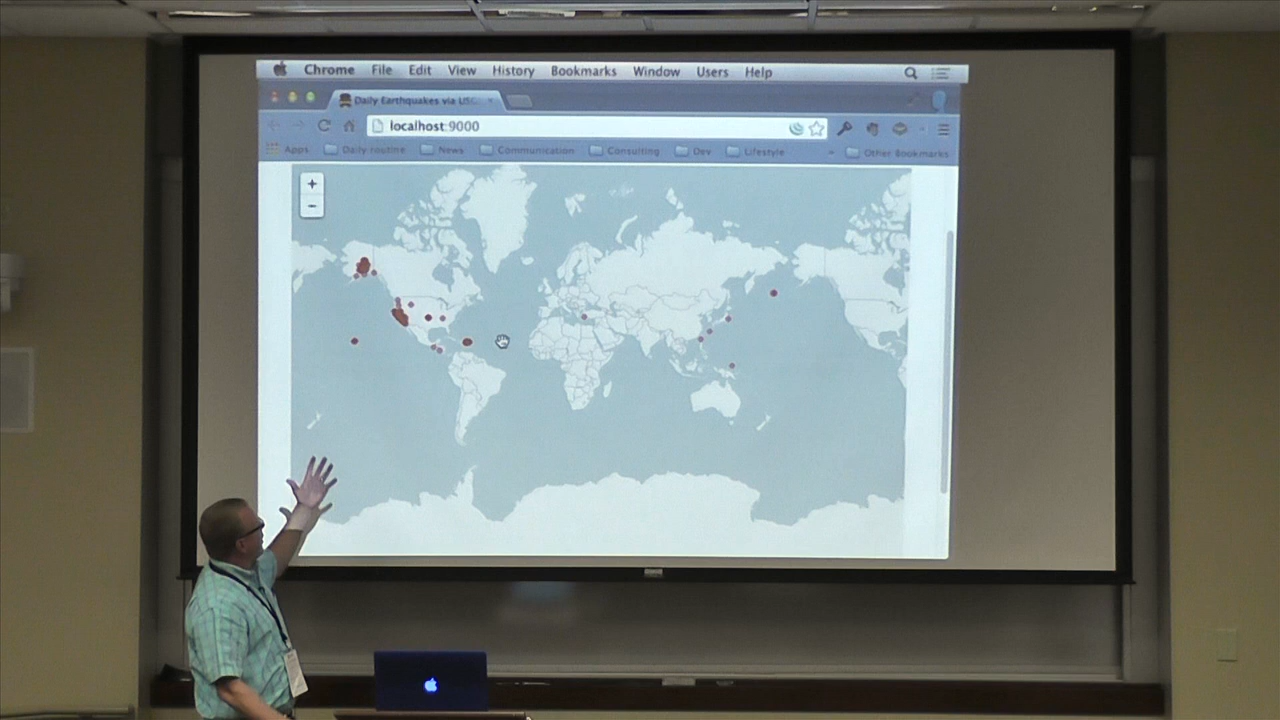 Chrome File Edit View History Bookmarks Window Users Help
Daily Earthquakes via USG
localhost:9000
Apps Daily routine News Communication Consulting Dev Lifestyle » Other Bookmarks
+
-